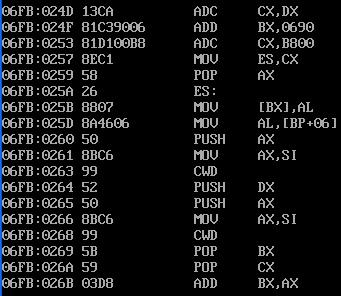 06FB:024D 13CA ADC CX,DX
06FB:024F 81C39006 ADD BX,0690
06FB:0253 81D100B8 ADC CX,B800
06FB:0257 8EC1 MOV ES,CX
06FB:0259 58 POP AX
06FB:025A 26 ES:
06FB:025B 8807 MOV [BX],AL
06FB:025D 8A4606 MOV AL,[BP+06]
06FB:0260 50 PUSH AX
06FB:0261 8BC6 MOV AX,SI
06FB:0263 99 CWD
06FB:0264 52 PUSH DX
06FB:0265 50 PUSH AX
06FB:0266 8BC6 MOV AX,SI
06FB:0268 99 CWD
06FB:0269 5B POP BX
06FB:026A 59 POP CX
06FB:026B 03D8 ADD BX,AX